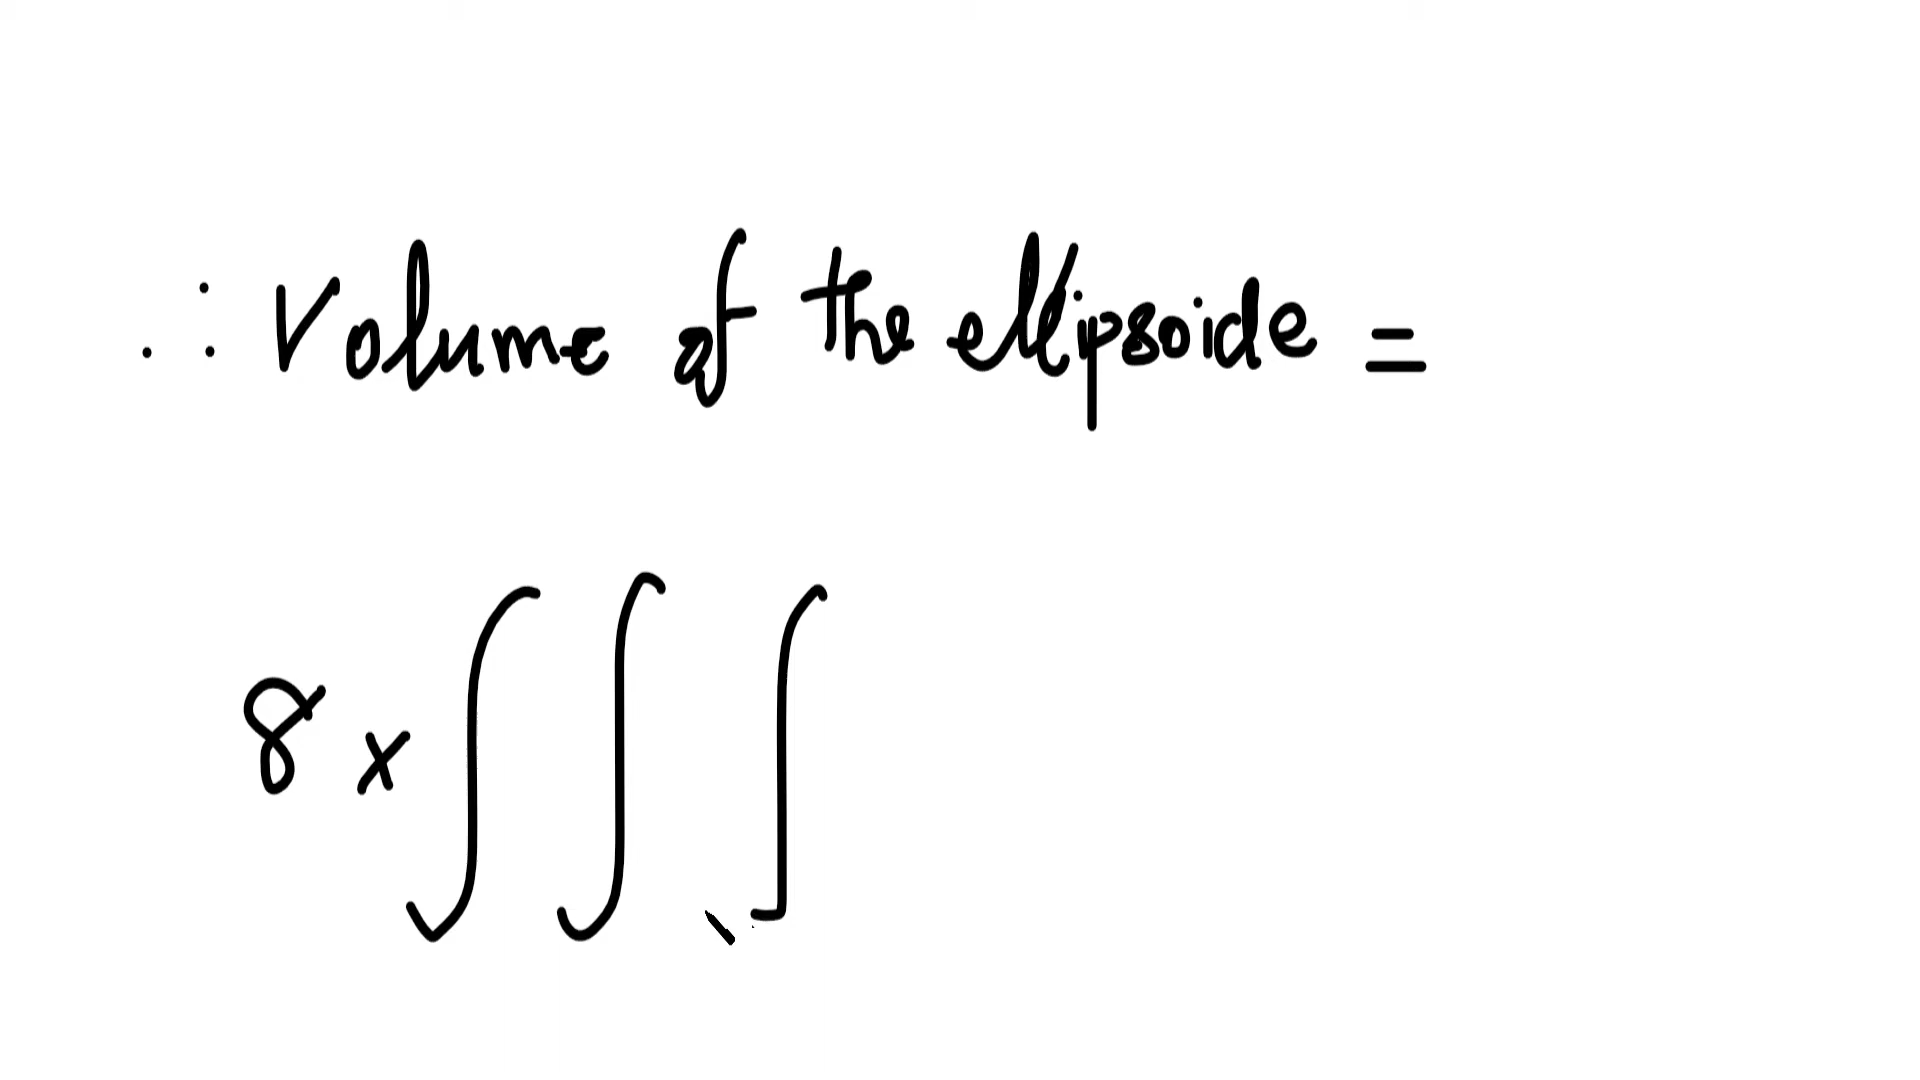 ∴ Volume of the ellipsoide =
8 × ∫ ∫ ∫